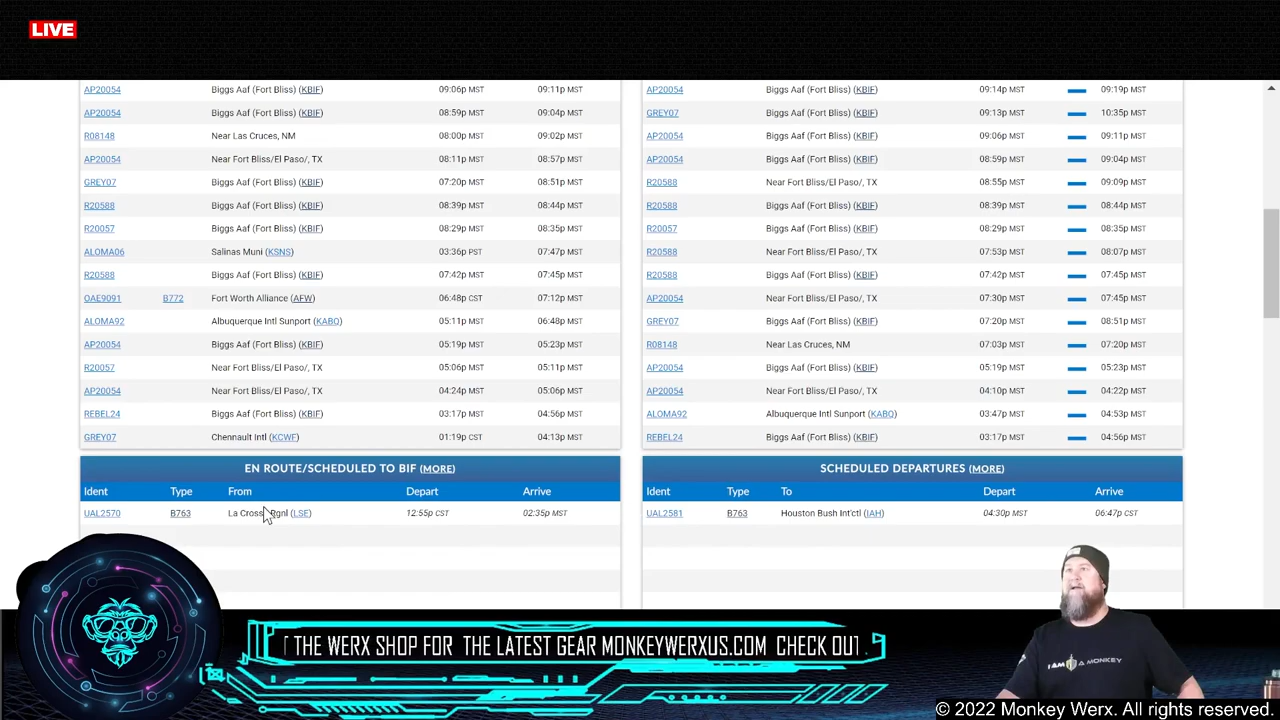 LIVE
AP20054 Biggs Aaf (Fort Bliss) (KBIF) 09:06p MST 09:11p MST
AP20054 Biggs Aaf (Fort Bliss) (KBIF) 08:59p MST 09:04p MST
R08148 Near Las Cruces, NM 08:00p MST 09:02p MST
AP20054 Near Fort Bliss/El Paso/, TX 08:11p MST 08:57p MST
GREY07 Biggs Aaf (Fort Bliss) (KBIF) 07:20p MST 08:51p MST
R20588 Biggs Aaf (Fort Bliss) (KBIF) 08:39p MST 08:44p MST
R20057 Biggs Aaf (Fort Bliss) (KBIF) 08:29p MST 08:35p MST
ALOMA06 Salinas Muni (KSNS) 03:36p PST 07:47p MST
R20588 Biggs Aaf (Fort Bliss) (KBIF) 07:42p MST 07:45p MST
OAE9091 B772 Fort Worth Alliance (AFW) 06:48p CST 07:12p MST
ALOMA92 Albuquerque Intl Sunport (KABQ) 05:11p MST 06:48p MST
AP20054 Biggs Aaf (Fort Bliss) (KBIF) 05:19p MST 05:23p MST
R20057 Near Fort Bliss/El Paso/, TX 05:06p MST 05:11p MST
AP20054 Near Fort Bliss/El Paso/, TX 04:24p MST 05:06p MST
REBEL24 Biggs Aaf (Fort Bliss) (KBIF) 03:17p MST 04:56p MST
GREY07 Chennault Intl (KCWF) 01:19p CST 04:13p MST
AP20054 Biggs Aaf (Fort Bliss) (KBIF) 09:14p MST 09:19p MST
GREY07 Biggs Aaf (Fort Bliss) (KBIF) 09:13p MST 10:35p MST
AP20054 Biggs Aaf (Fort Bliss) (KBIF) 09:06p MST 09:11p MST
AP20054 Biggs Aaf (Fort Bliss) (KBIF) 08:59p MST 09:04p MST
R20588 Near Fort Bliss/El Paso/, TX 08:55p MST 09:09p MST
R20588 Biggs Aaf (Fort Bliss) (KBIF) 08:39p MST 08:44p MST
R20057 Biggs Aaf (Fort Bliss) (KBIF) 08:29p MST 08:35p MST
R20588 Near Fort Bliss/El Paso/, TX 07:53p MST 08:07p MST
R20588 Biggs Aaf (Fort Bliss) (KBIF) 07:42p MST 07:45p MST
AP20054 Near Fort Bliss/El Paso/, TX 07:30p MST 07:45p MST
GREY07 Biggs Aaf (Fort Bliss) (KBIF) 07:20p MST 08:51p MST
R08148 Near Las Cruces, NM 07:03p MST 07:20p MST
AP20054 Biggs Aaf (Fort Bliss) (KBIF) 05:19p MST 05:23p MST
AP20054 Near Fort Bliss/El Paso/, TX 04:10p MST 04:22p MST
ALOMA92 Albuquerque Intl Sunport (KABQ) 03:47p MST 04:53p MST
REBEL24 Biggs Aaf (Fort Bliss) (KBIF) 03:17p MST 04:56p MST
EN ROUTE/SCHEDULED TO BIF (MORE)
Ident Type From Depart Arrive
UAL2570 B763 La Cross Rgnl (LSE) 12:55p CST 02:35p MST
SCHEDULED DEPARTURES (MORE)
Ident Type To Depart Arrive
UAL2581 B763 Houston Bush Int'ctl (IAH) 04:30p MST 06:47p CST
THE WERX SHOP FOR THE LATEST GEAR MONKEYWERXUS.COM CHECK OUT
I AM A MONKEY
© 2022 Monkey Werx. All rights reserved.